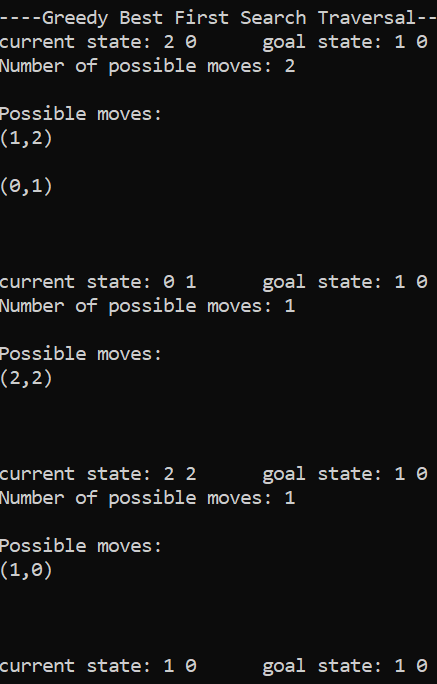 ----Greedy Best First Search Traversal--
current state: 2 0 goal state: 1 0
Number of possible moves: 2
Possible moves:
(1,2)
(0,1)
current state: 0 1 goal state: 1 0
Number of possible moves: 1
Possible moves:
(2,2)
current state: 2 2 goal state: 1 0
Number of possible moves: 1
Possible moves:
(1,0)
current state: 1 0 goal state: 1 0